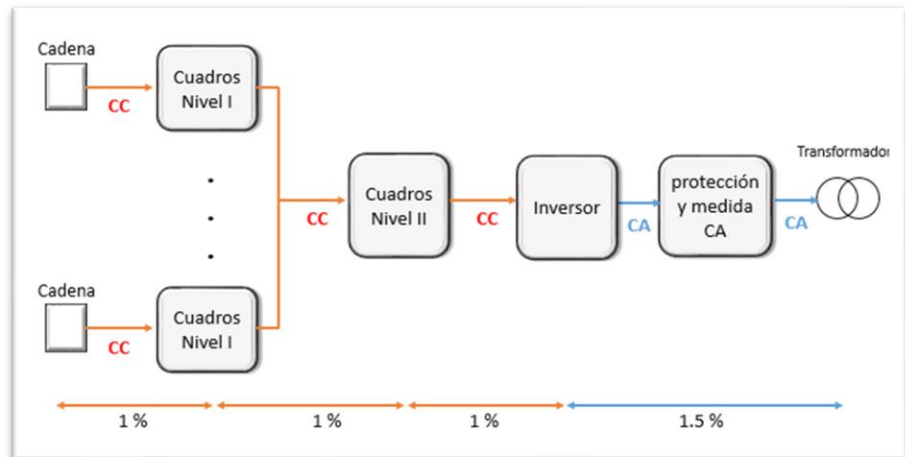 Cadena
CC
Cuadros
Nivel I
CC
Cuadros
Nivel II
CC
Inversor
CA
protección
y medida
CA
CA
Transformador
Cadena
CC
Cuadros
Nivel I
1 %
1 %
1 %
1.5 %